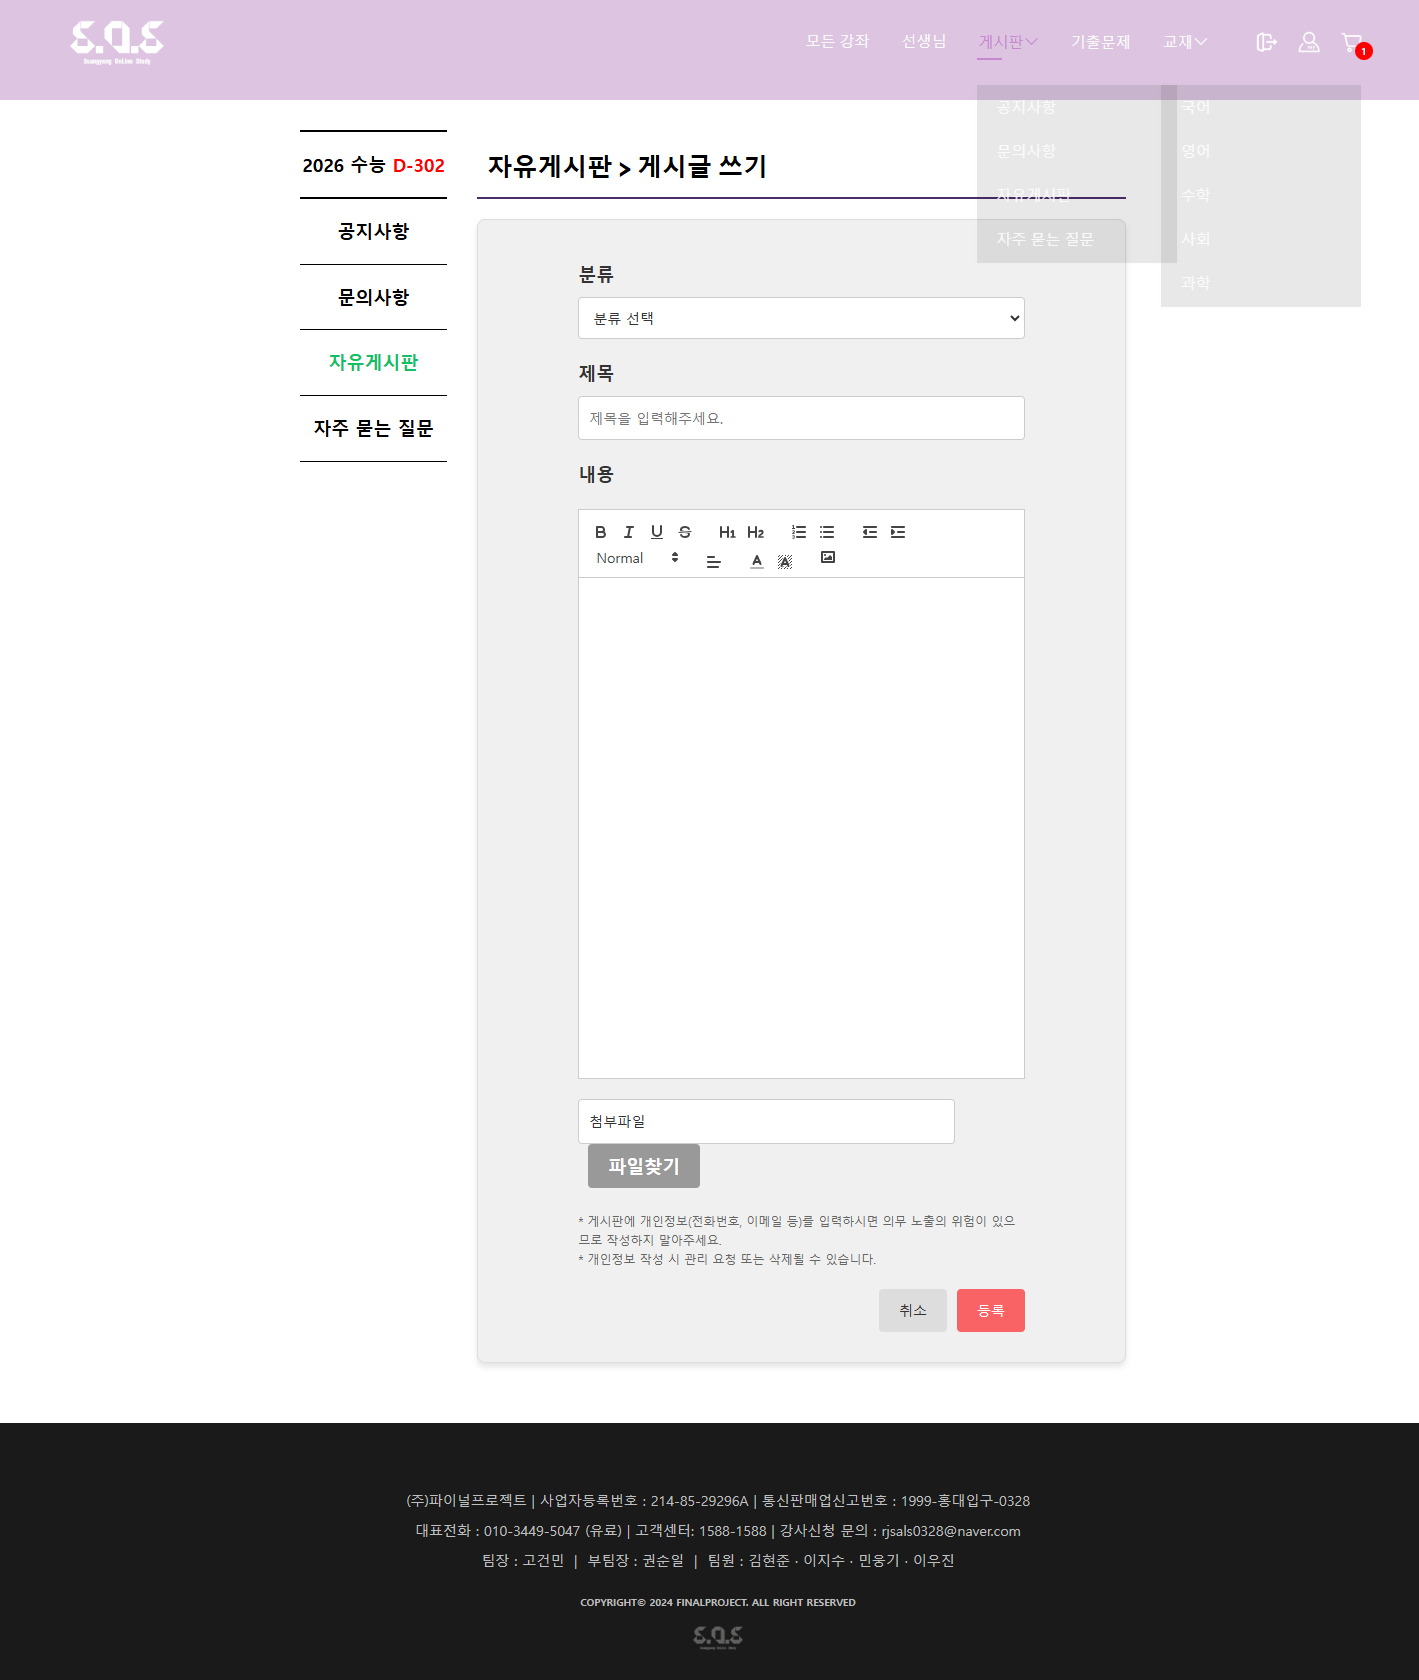 모든 강좌 선생님 게시판 기출문제 교재 1
공지사항 국어
문의사항 영어
자유게시판 수학
자주 묻는 질문 사회
과학
2026 수능 D-302
공지사항
문의사항
자유게시판
자주 묻는 질문
자유게시판 > 게시글 쓰기
분류
분류 선택
제목
제목을 입력해주세요.
내용
Normal
첨부파일
파일찾기
* 게시판에 개인정보(전화번호, 이메일 등)를 입력하시면 의무 노출의 위험이 있으
므로 작성하지 말아주세요.
* 개인정보 작성 시 관리 요청 또는 삭제될 수 있습니다.
취소 등록
(주)파이널프로젝트 | 사업자등록번호 : 214-85-29296A | 통신판매업신고번호 : 1999-홍대입구-0328
대표전화 : 010-3449-5047 (유료) | 고객센터: 1588-1588 | 강사신청 문의 : rjsals0328@naver.com
팀장 : 고건민 | 부팀장 : 권순일 | 팀원 : 김현준 · 이지수 · 민웅기 · 이우진
COPYRIGHT© 2024 FINALPROJECT. ALL RIGHT RESERVED